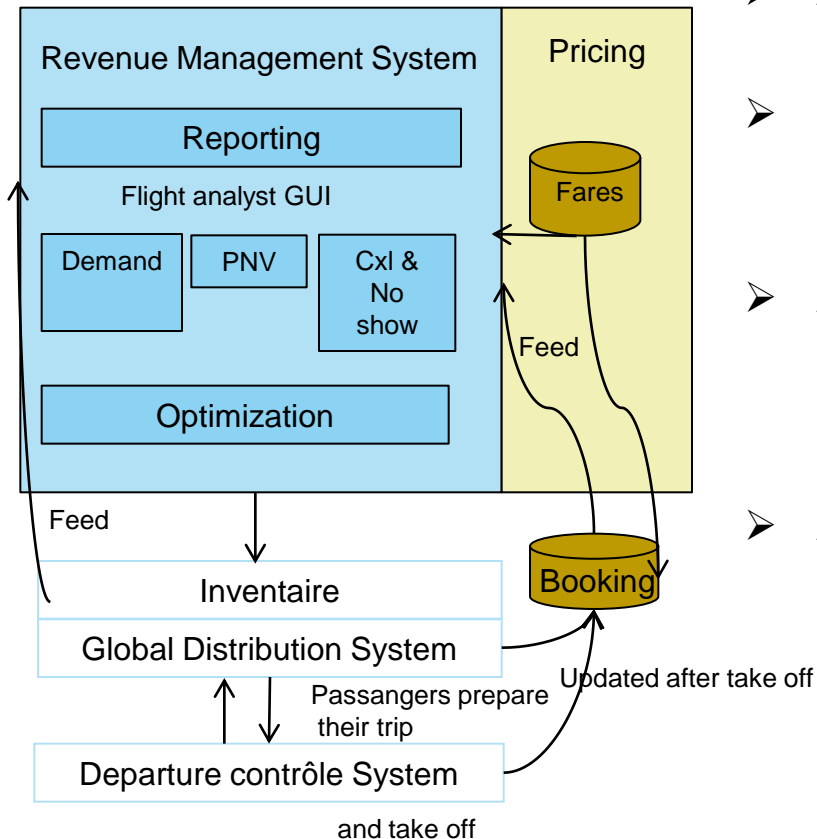 Revenue Management System
Pricing
Reporting
Fares
Flight analyst GUI
Demand
PNV
Cxl &
No
show
Feed
Optimization
Feed
Booking
Inventaire
Global Distribution System
Updated after take off
Passangers prepare
their trip
Departure contrôle System
and take off